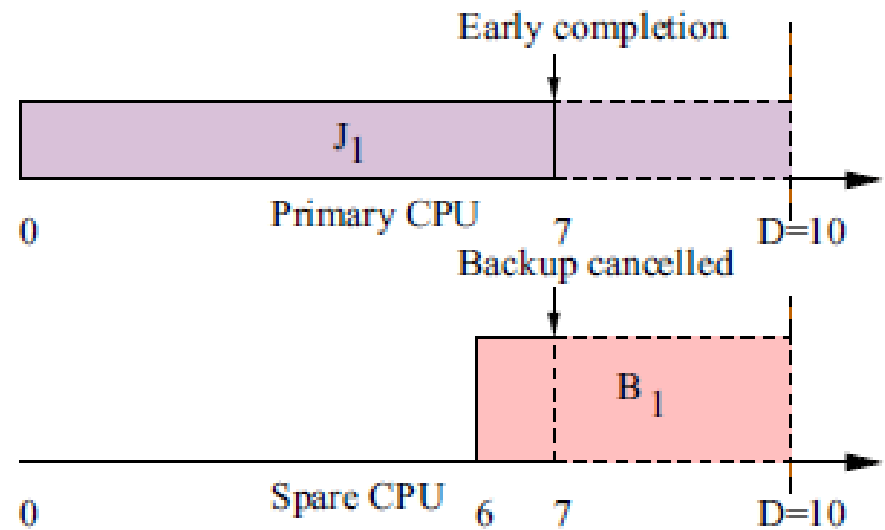 Early completion
J1
Primary CPU
0 7 D=10
Backup cancelled
B1
Spare CPU
0 6 7 D=10